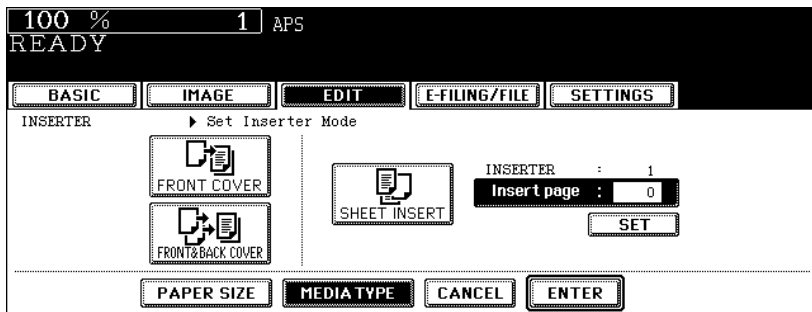 100 % 1 APS
READY
BASIC IMAGE EDIT E-FILING/FILE SETTINGS
INSERTER ▶ Set Inserter Mode
FRONT COVER
FRONT&BACK COVER
SHEET INSERT
INSERTER : 1
Insert page : 0
SET
PAPER SIZE MEDIA TYPE CANCEL ENTER